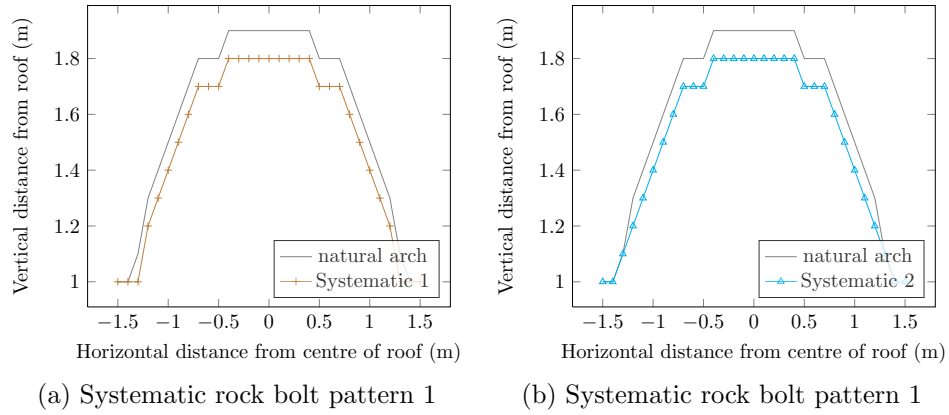 Vertical distance from roof (m)
1.8
1.6
1.4
1.2
1
natural arch
Systematic 1
−1.5 −1 −0.5 0 0.5 1 1.5
Horizontal distance from centre of roof (m)
(a) Systematic rock bolt pattern 1
Vertical distance from roof (m)
1.8
1.6
1.4
1.2
1
natural arch
Systematic 2
−1.5 −1 −0.5 0 0.5 1 1.5
Horizontal distance from centre of roof (m)
(b) Systematic rock bolt pattern 1